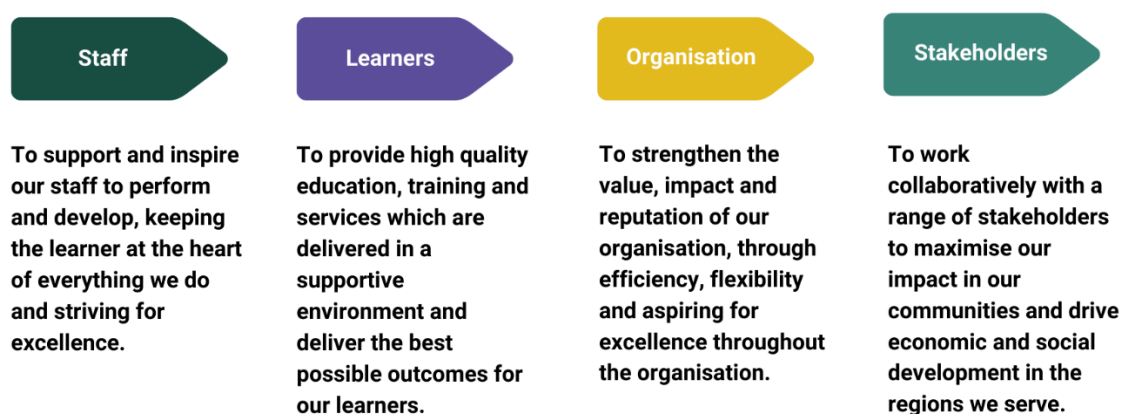 Staff
To support and inspire
our staff to perform
and develop, keeping
the learner at the heart
of everything we do
and striving for
excellence.
Learners
To provide high quality
education, training and
services which are
delivered in a
supportive
environment and
deliver the best
possible outcomes for
our learners.
Organisation
To strengthen the
value, impact and
reputation of our
organisation, through
efficiency, flexibility
and aspiring for
excellence throughout
the organisation.
Stakeholders
To work
collaboratively with a
range of stakeholders
to maximise our
impact in our
communities and drive
economic and social
development in the
regions we serve.